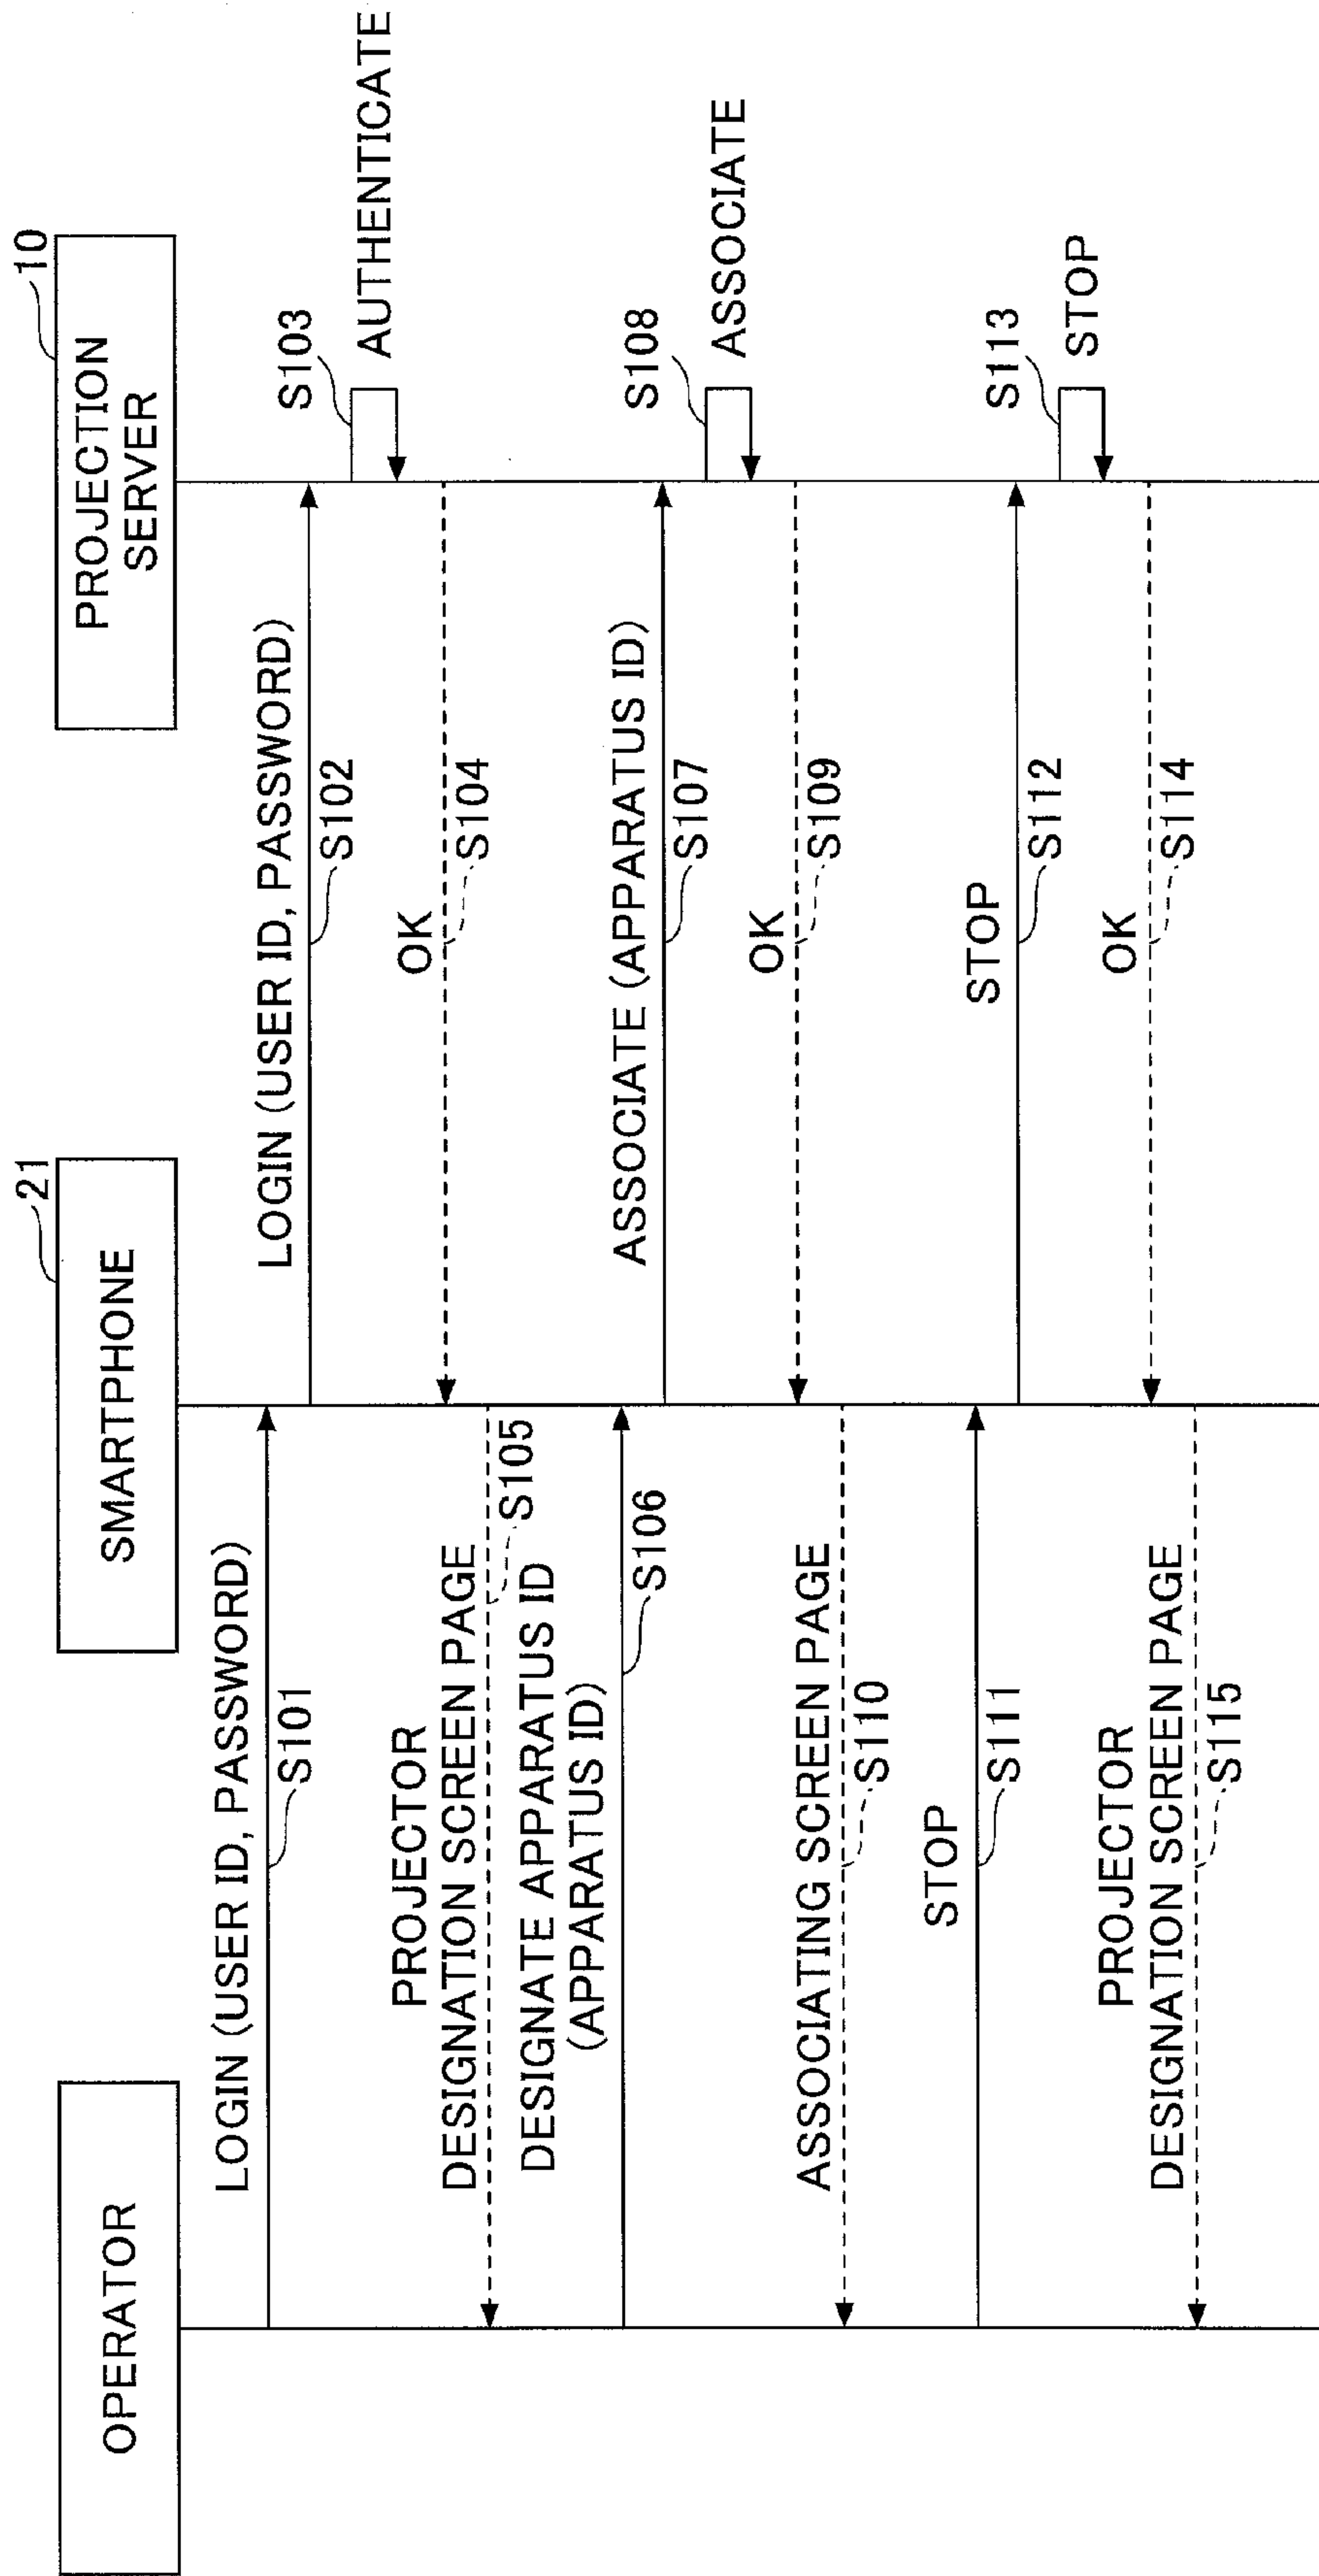 OPERATOR
SMARTPHONE
21
PROJECTION
SERVER
10
LOGIN (USER ID, PASSWORD)
S101
LOGIN (USER ID, PASSWORD)
S102
S103
AUTHENTICATE
OK
S104
PROJECTOR
DESIGNATION SCREEN PAGE
S105
DESIGNATE APPARATUS ID
(APPARATUS ID)
S106
ASSOCIATE (APPARATUS ID)
S107
S108
ASSOCIATE
OK
S109
ASSOCIATING SCREEN PAGE
S110
STOP
S111
STOP
S112
S113
STOP
OK
S114
PROJECTOR
DESIGNATION SCREEN PAGE
S115